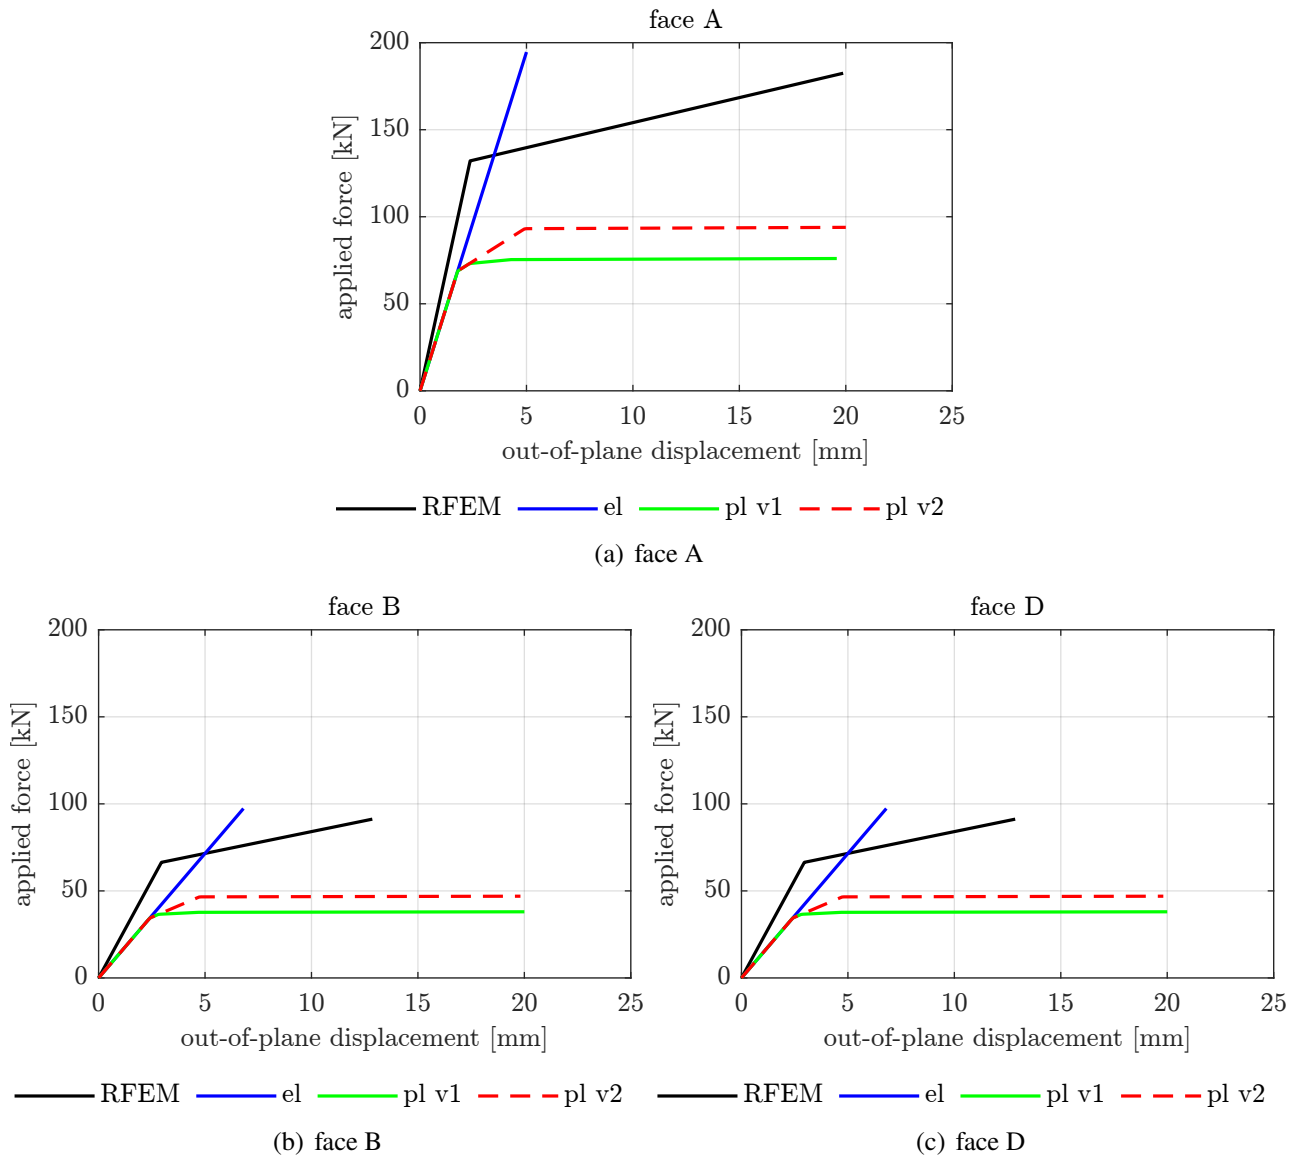 face A
200
150
100
50
0
applied force [kN]
0 5 10 15 20 25
out-of-plane displacement [mm]
RFEM el pl v1 pl v2
(a) face A
face B
200
150
100
50
0
applied force [kN]
0 5 10 15 20 25
out-of-plane displacement [mm]
RFEM el pl v1 pl v2
(b) face B
face D
200
150
100
50
0
applied force [kN]
0 5 10 15 20 25
out-of-plane displacement [mm]
RFEM el pl v1 pl v2
(c) face D